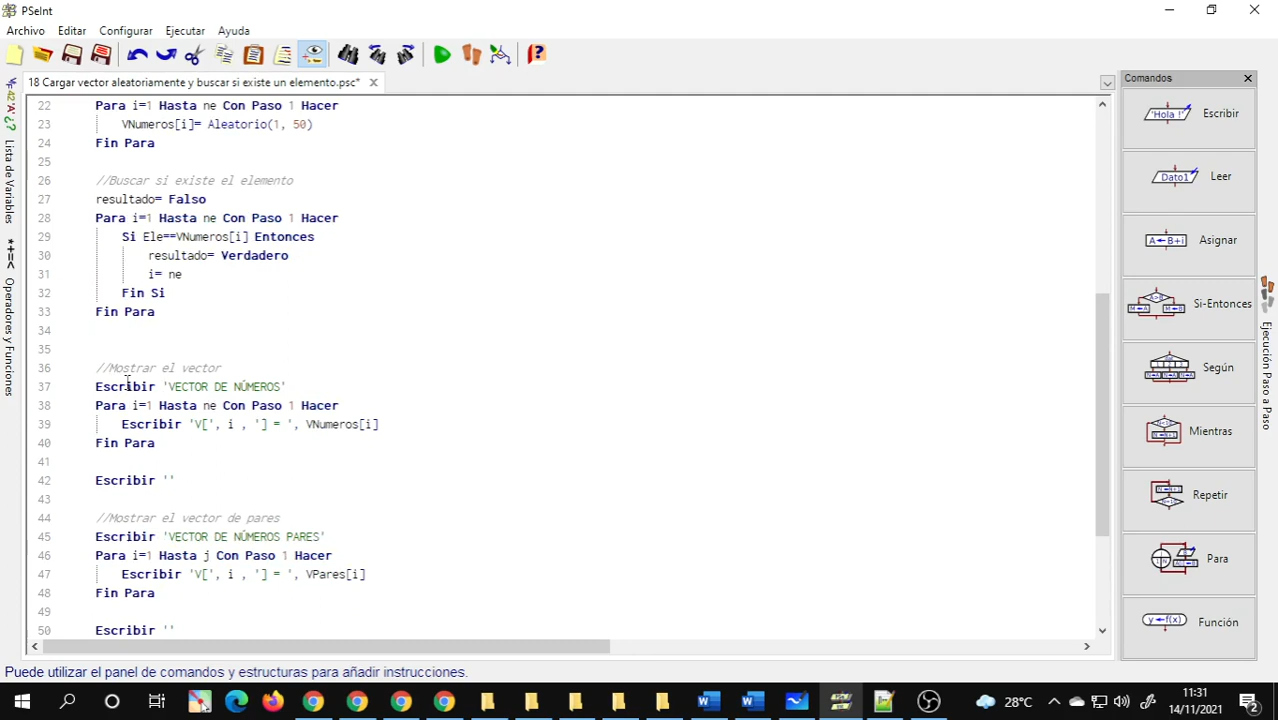 PSeInt
Archivo Editar Configurar Ejecutar Ayuda
18 Cargar vector aleatoriamente y buscar si existe un elemento.psc*
Comandos
22 Para i=1 Hasta ne Con Paso 1 Hacer
23 VNumeros[i]= Aleatorio(1, 50)
24 Fin Para
25
26 //Buscar si existe el elemento
27 resultado= Falso
28 Para i=1 Hasta ne Con Paso 1 Hacer
29 Si Ele==VNumeros[i] Entonces
30 resultado= Verdadero
31 i= ne
32 Fin Si
33 Fin Para
34
35
36 //Mostrar el vector
37 Escribir 'VECTOR DE NÚMEROS'
38 Para i=1 Hasta ne Con Paso 1 Hacer
39 Escribir 'V[', i , '] = ', VNumeros[i]
40 Fin Para
41
42 Escribir ''
43
44 //Mostrar el vector de pares
45 Escribir 'VECTOR DE NÚMEROS PARES'
46 Para i=1 Hasta j Con Paso 1 Hacer
47 Escribir 'V[', i , '] = ', VPares[i]
48 Fin Para
49
50 Escribir ''
Lista de Variables
*+=< Operadores y Funciones
'Hola !' Escribir
Dato1 Leer
A←B+i Asignar
Si-Entonces
Según
Mientras
Repetir
Para
y←f(x) Función
Ejecución Paso a Paso
Puede utilizar el panel de comandos y estructuras para añadir instrucciones.
28°C
11:31
14/11/2021
2